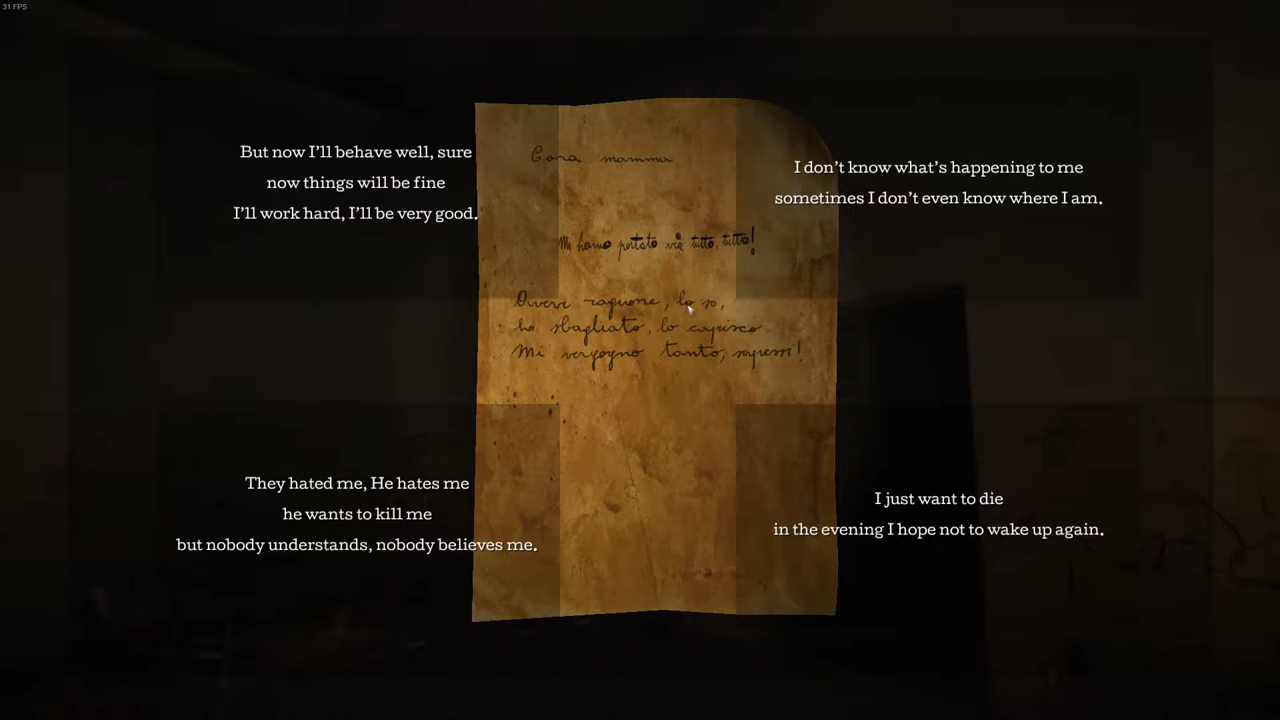 31 FPS
But now I'll behave well, sure
now things will be fine
I'll work hard, I'll be very good.
I don't know what's happening to me
sometimes I don't even know where I am.
Cara mamma
Mi hanno portato via tutto, tutto!
Avevi ragione, lo so,
ho sbagliato, lo capisco
Mi vergogno tanto, sapessi!
They hated me, He hates me
he wants to kill me
but nobody understands, nobody believes me.
I just want to die
in the evening I hope not to wake up again.